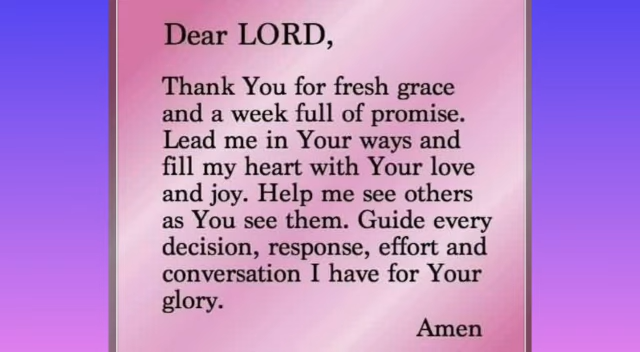 Dear LORD,
Thank You for fresh grace
and a week full of promise.
Lead me in Your ways and
fill my heart with Your love
and joy. Help me see others
as You see them. Guide every
decision, response, effort and
conversation I have for Your
glory.
Amen